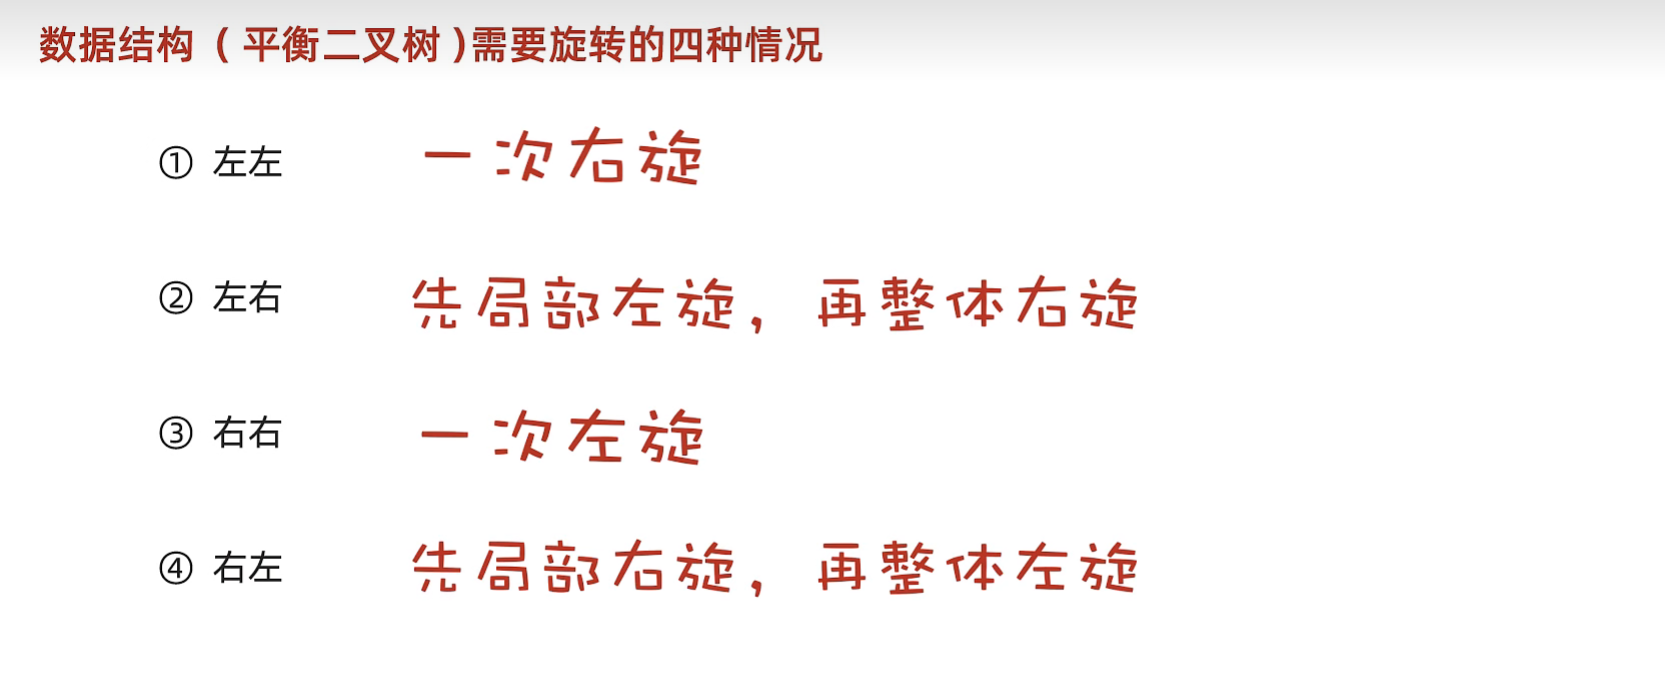 数据结构（平衡二叉树)需要旋转的四种情况
① 左左 一次右旋
② 左右 先局部左旋，再整体右旋
③ 右右 一次左旋
④ 右左 先局部右旋，再整体左旋